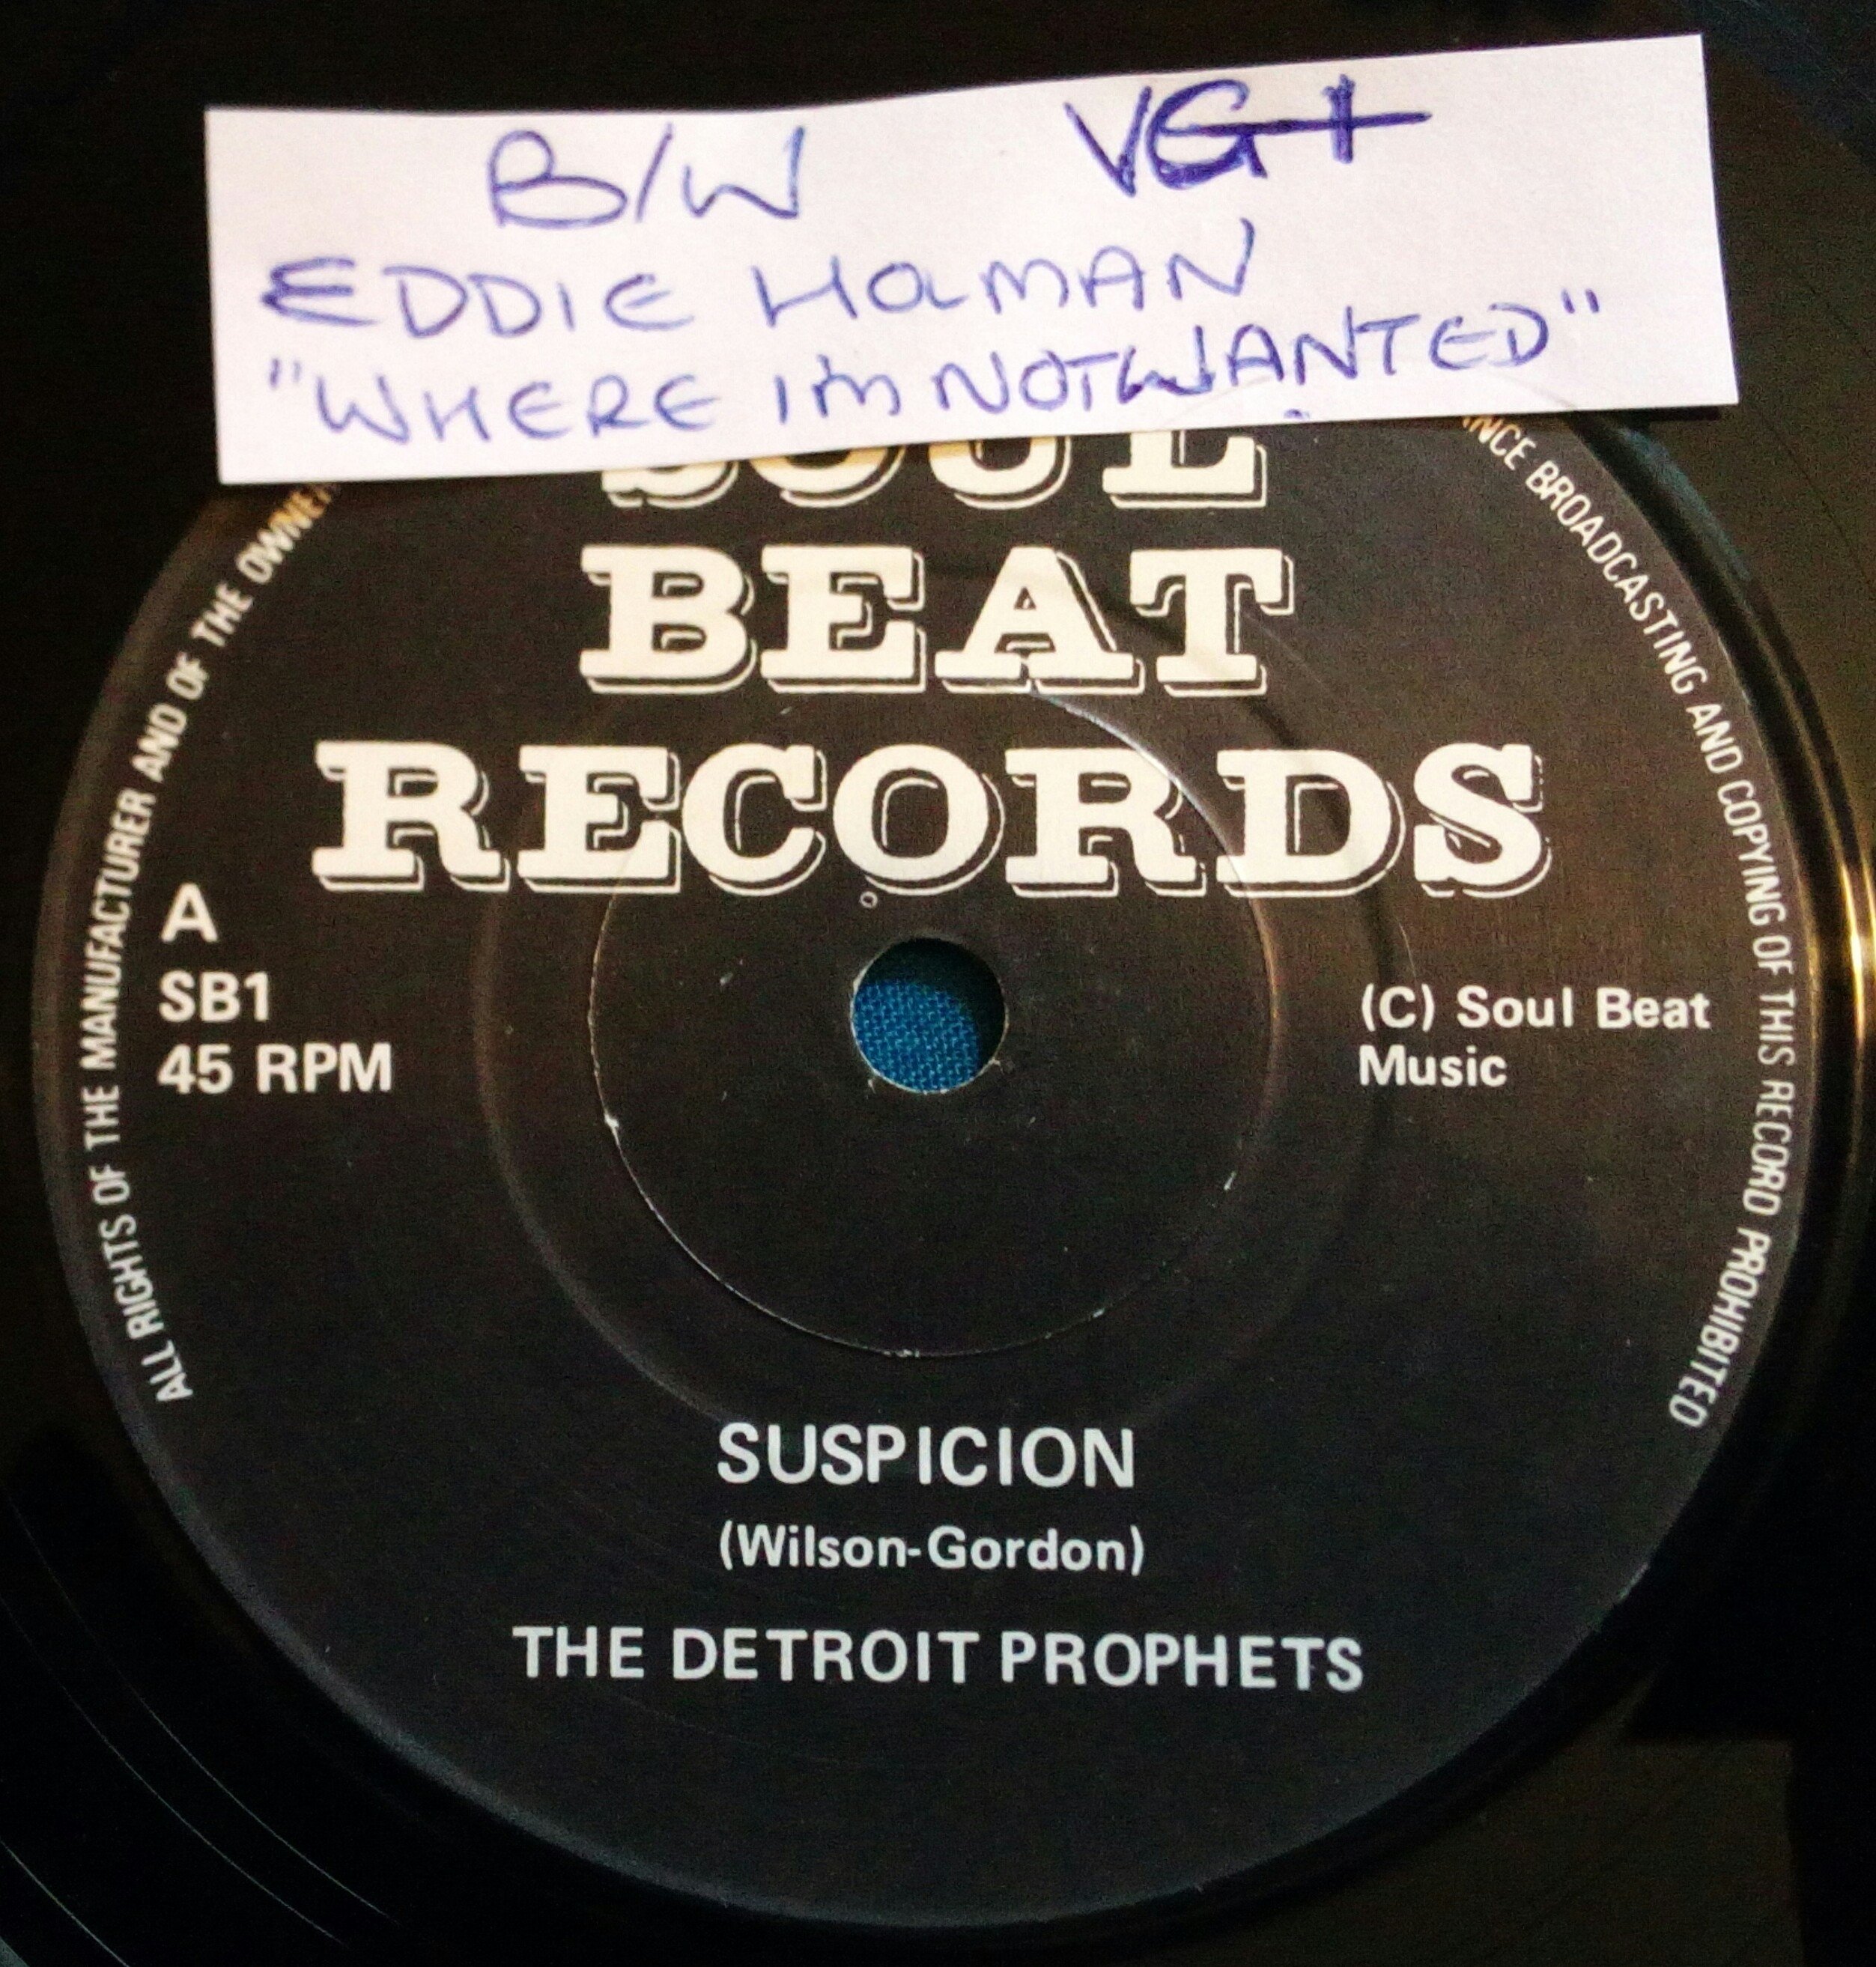 B/W VG+
EDDIE HOLMAN
"WHERE I'M NOT WANTED"
SOUL
BEAT
RECORDS
A
SB1
45 RPM
(C) Soul Beat
Music
SUSPICION
(Wilson-Gordon)
THE DETROIT PROPHETS
ALL RIGHTS OF THE MANUFACTURER AND OF THE OWNER
BROADCASTING AND COPYING OF THIS RECORD PROHIBITED